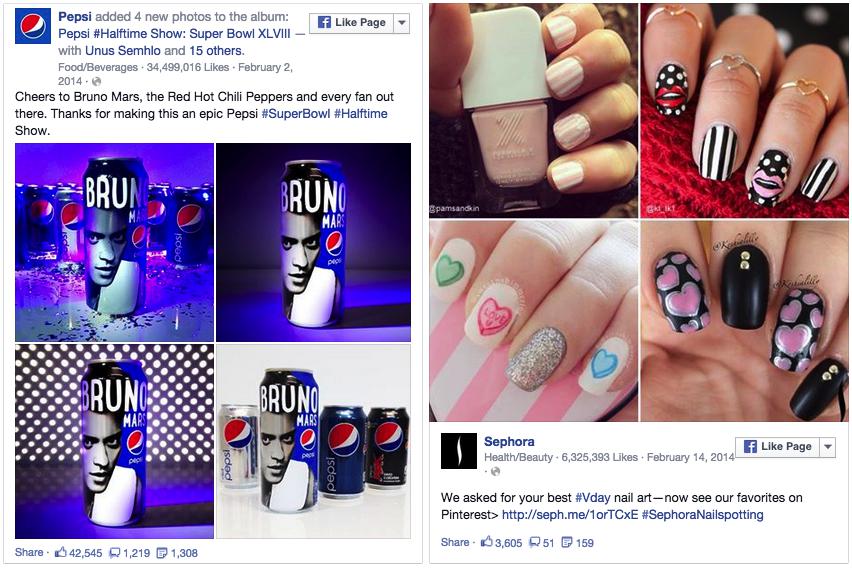 Pepsi added 4 new photos to the album:
Pepsi #Halftime Show: Super Bowl XLVIII —
with Unus Semhlo and 15 others.
Food/Beverages · 34,499,016 Likes · February 2,
2014 ·
Like Page
Cheers to Bruno Mars, the Red Hot Chili Peppers and every fan out
there. Thanks for making this an epic Pepsi #SuperBowl #Halftime
Show.
BRUNO
MARS
pepsi
pepsi
BRUNO
MARS
pepsi
BRUNO
MARS
pepsi
pepsi
BRUNO
MARS
pepsi
Share · 42,545 1,219 1,308
@pamsandkin
@ki_tk1
Love
@Kashinlilly
@Kashinlilly
Sephora
Health/Beauty · 6,325,393 Likes · February 14, 2014
·
Like Page
We asked for your best #Vday nail art—now see our favorites on
Pinterest> http://seph.me/1orTCxE #SephoraNailspotting
Share · 3,605 51 159